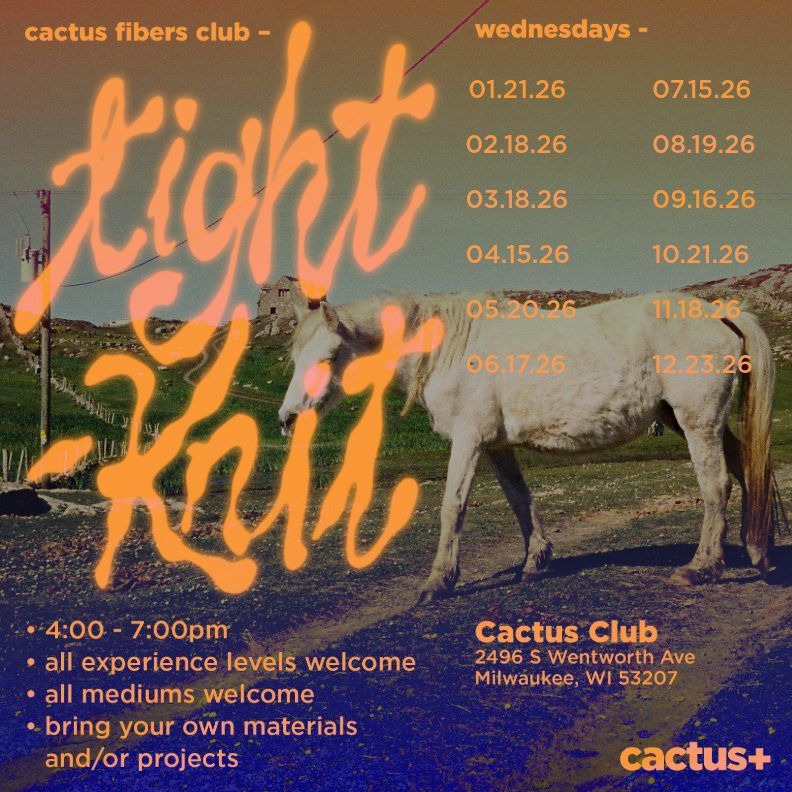 cactus fibers club –
tight
-Knit
wednesdays -
01.21.26
02.18.26
03.18.26
04.15.26
05.20.26
06.17.26
07.15.26
08.19.26
09.16.26
10.21.26
11.18.26
12.23.26
• 4:00 - 7:00pm
• all experience levels welcome
• all mediums welcome
• bring your own materials
and/or projects
Cactus Club
2496 S Wentworth Ave
Milwaukee, WI 53207
cactus+